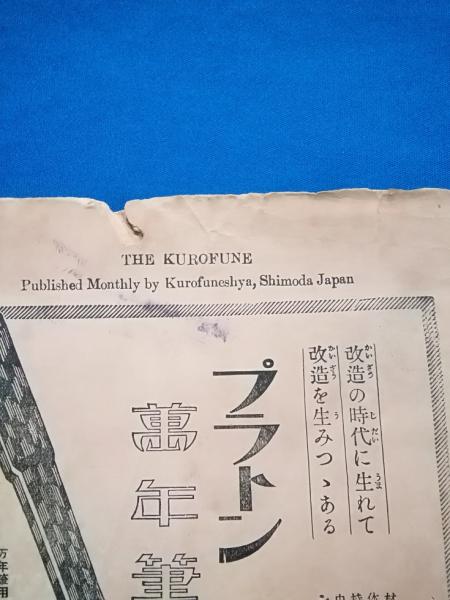 THE KUROFUNE
Published Monthly by Kurofuneshya, Shimoda Japan
改造の時代に生れて
改造を生みつゝある
プラトン
萬年筆